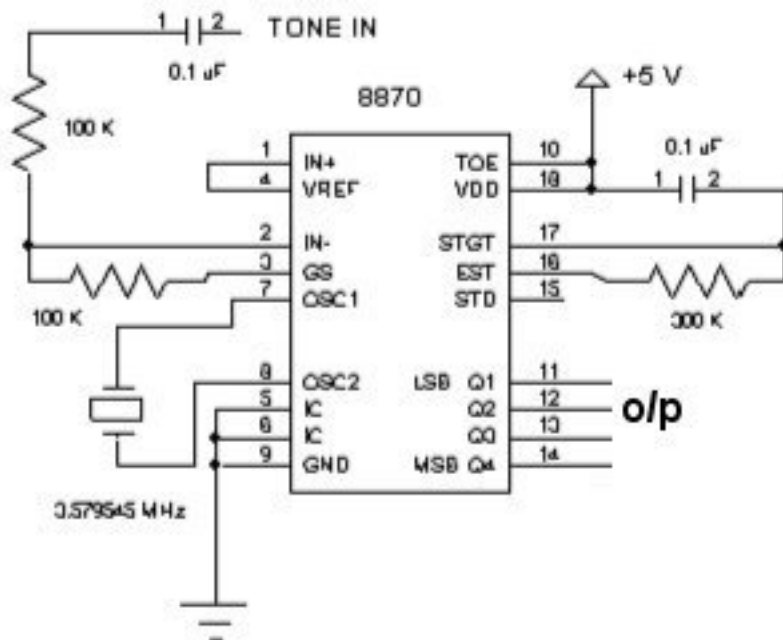 1 2 TONE IN
0.1 uF
100 K
8870
+5 V
0.1 uF
1 2
1 IN+
4 VREF
2 IN-
3 GS
7 OSC1
8 OSC2
5 IC
6 IC
9 GND
TOE 10
VDD 18
STGT 17
EST 16
STD 15
LSB Q1 11
Q2 12
Q3 13
MSB Q4 14
100 K
300 K
o/p
3.579545 MHz